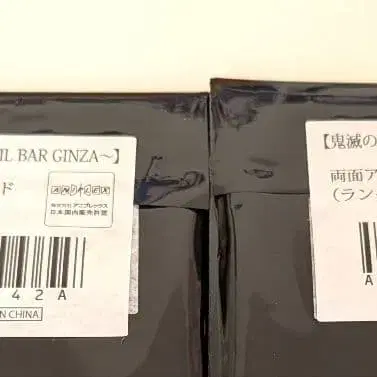 IL BAR GINZA～】
ド
ANIPLEX
株式会社アニプレックス
日本国内販売許諾
42A
N CHINA
【鬼滅の
両面ア
（ラン
A